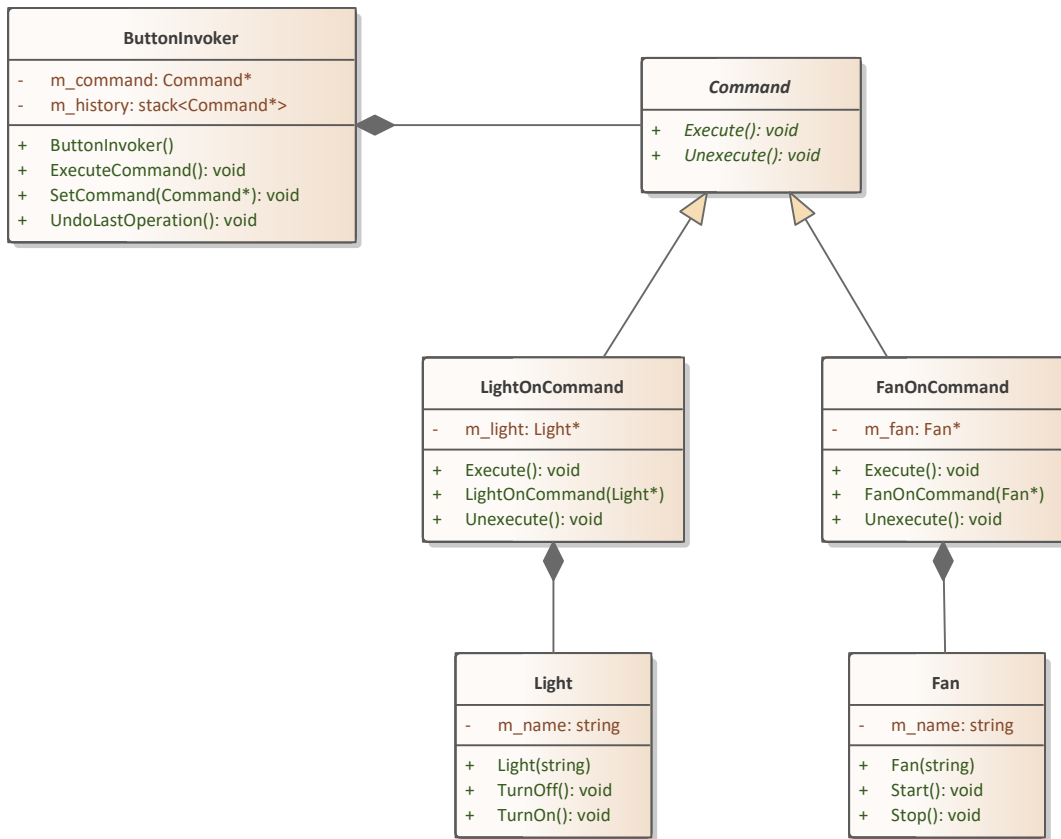 ButtonInvoker
- m_command: Command*
- m_history: stack<Command*>
+ ButtonInvoker()
+ ExecuteCommand(): void
+ SetCommand(Command*): void
+ UndoLastOperation(): void
Command
+ Execute(): void
+ Unexecute(): void
LightOnCommand
- m_light: Light*
+ Execute(): void
+ LightOnCommand(Light*)
+ Unexecute(): void
FanOnCommand
- m_fan: Fan*
+ Execute(): void
+ FanOnCommand(Fan*)
+ Unexecute(): void
Light
- m_name: string
+ Light(string)
+ TurnOff(): void
+ TurnOn(): void
Fan
- m_name: string
+ Fan(string)
+ Start(): void
+ Stop(): void